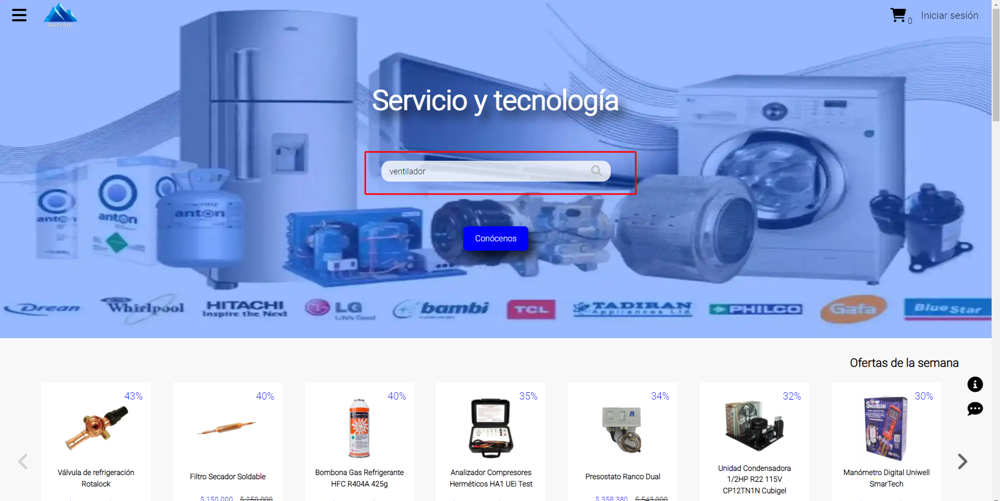 SALECOLD
0
Iniciar sesión
Servicio y tecnología
ventilador
Conócenos
anton
anton
anton
Drean
Whirlpool
HITACHI
Inspire the Next
LG
Life's Good
bambi
TCL
TADIRAN
Appliances Ltd.
PHILCO
Gafa
Blue Star
Ofertas de la semana
43%
Válvula de refrigeración
Rotalock
40%
Filtro Secador Soldable
$ 150.000 $ 250.000
40%
Bombona Gas Refrigerante
HFC R404A 425g
35%
Analizador Compresores
Herméticos HA1 UEi Test
34%
Presostato Ranco Dual
$ 358.380 $ 543.000
32%
Unidad Condensadora
1/2HP R22 115V
CP12TN1N Cubigel
30%
SMARTECH
Manómetro Digital Uniwell
SmarTech